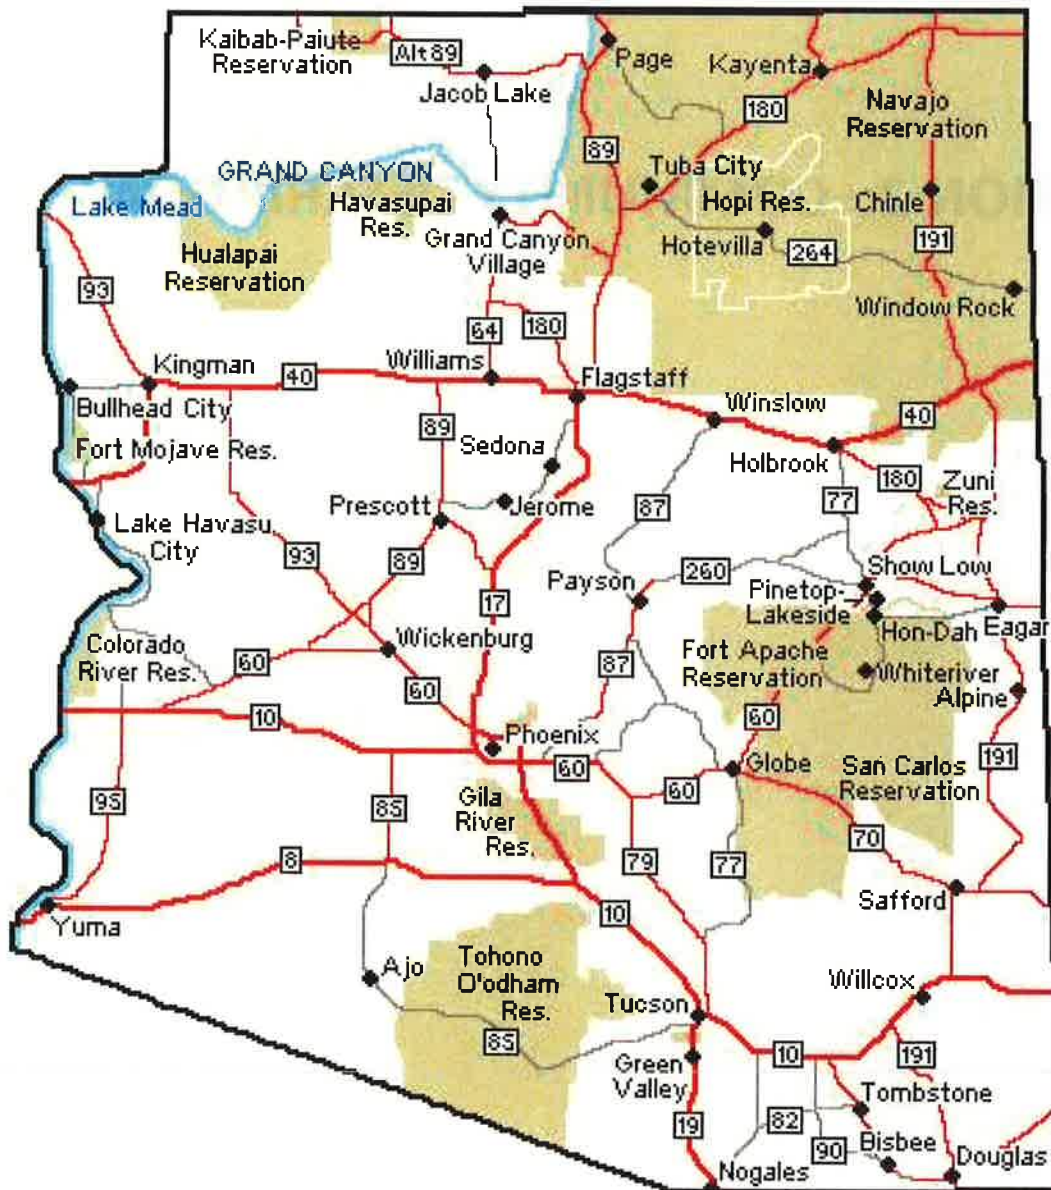 Kaibab-Paiute
Reservation
Alt 89
Page
Kayenta
Jacob Lake
Navajo
Reservation
180
89
GRAND CANYON
Tuba City
Lake Mead
Havasupai
Res.
Hopi Res.
Chinle
Grand Canyon
Village
Hotevilla
191
Hualapai
Reservation
264
93
Window Rock
64
180
Kingman
40
Williams
Flagstaff
Bullhead City
89
Winslow
40
Fort Mojave Res.
Sedona
Holbrook
180
Zuni
Res.
Prescott
Jerome
87
77
Lake Havasu
City
93
89
Payson
260
Show Low
17
Pinetop-
Lakeside
Hon-Dah
Eagar
Colorado
River Res.
Wickenburg
60
87
Fort Apache
Reservation
Whiteriver
Alpine
60
10
60
Phoenix
60
Globe
191
95
85
Gila
River
Res.
60
San Carlos
Reservation
8
79
77
70
Safford
10
Yuma
Ajo
Tohono
O'odham
Res.
Willcox
Tucson
85
Green
Valley
10
191
Tombstone
19
82
90
Bisbee
Douglas
Nogales